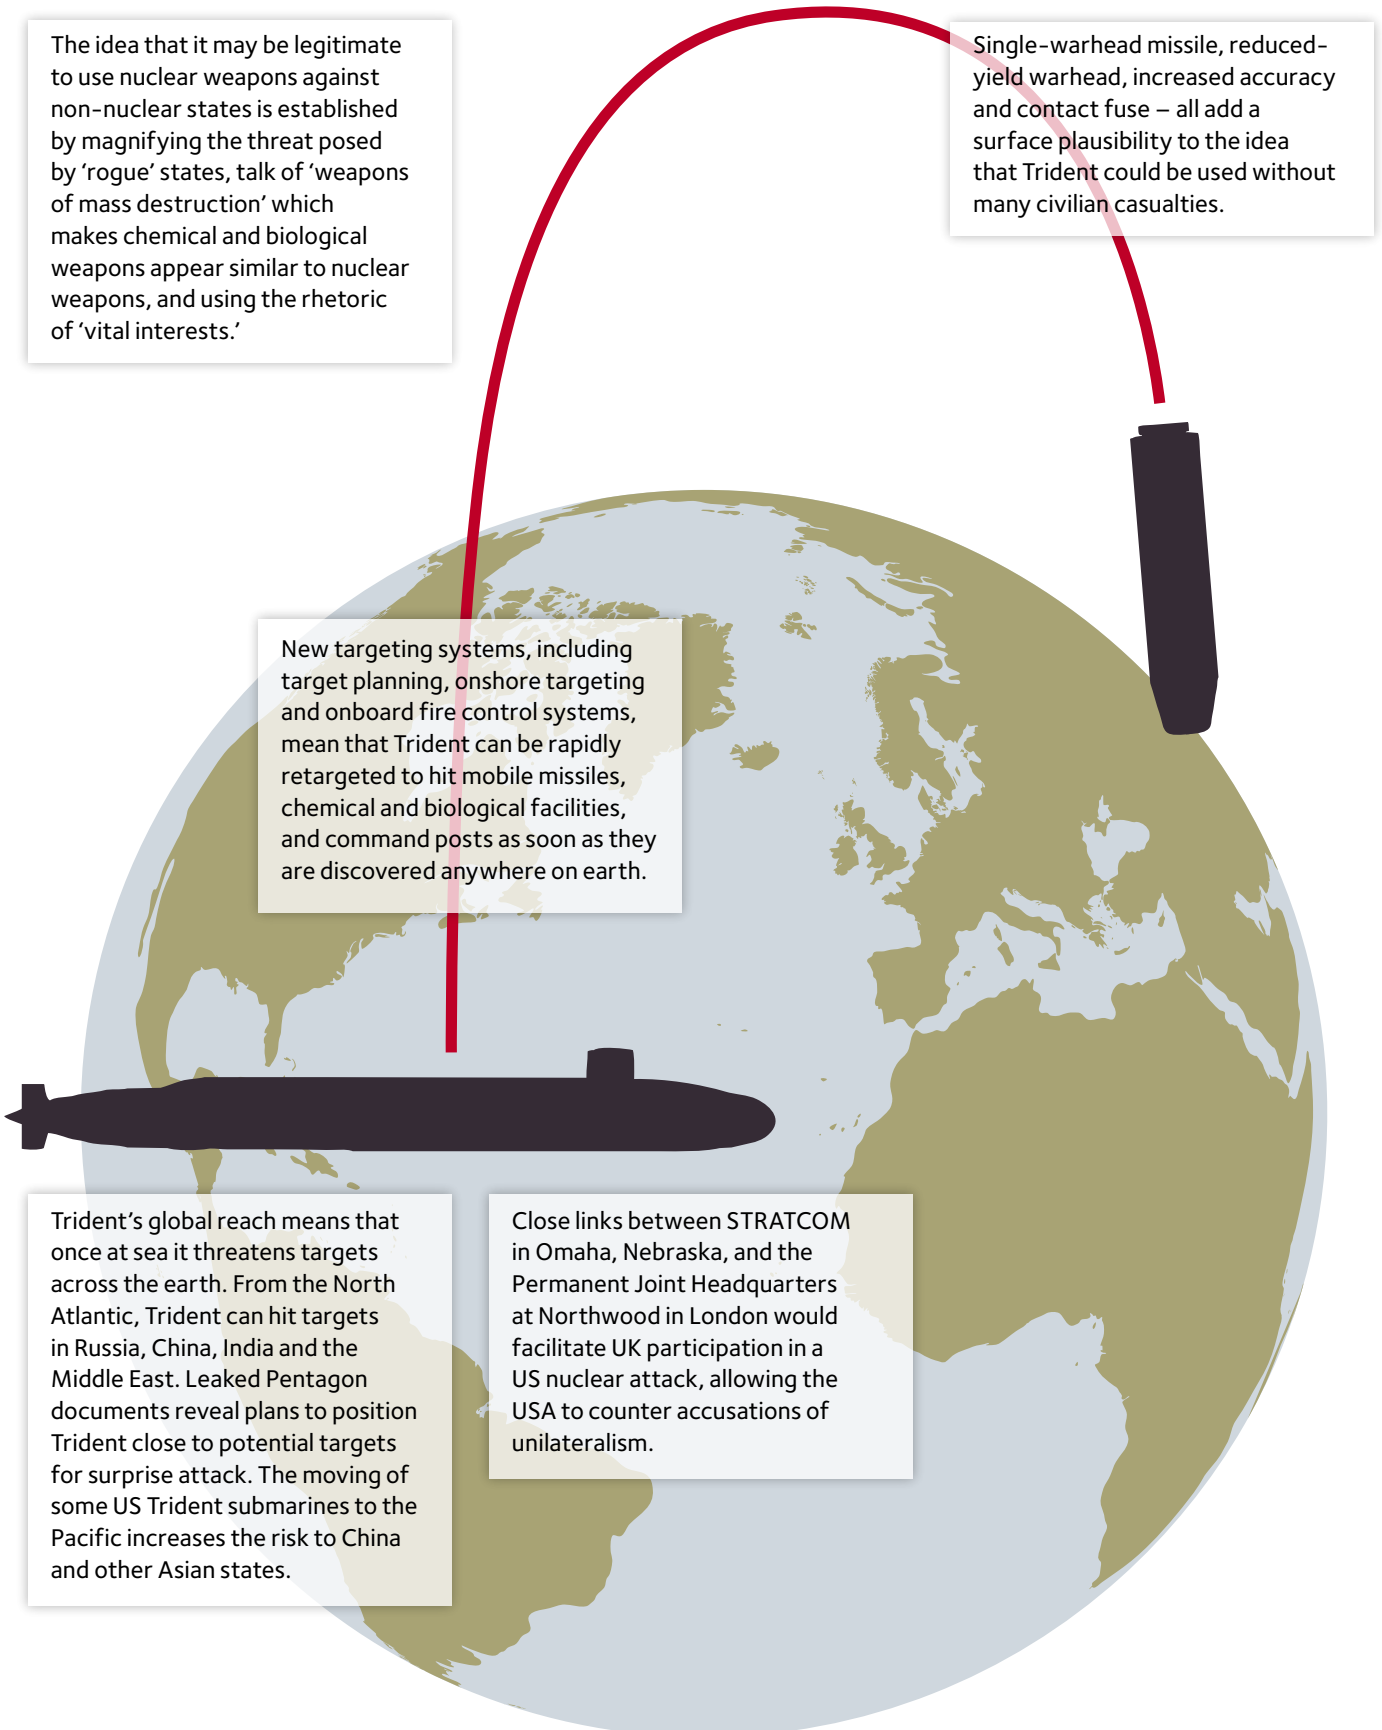 The idea that it may be legitimate
to use nuclear weapons against
non-nuclear states is established
by magnifying the threat posed
by ‘rogue’ states, talk of ‘weapons
of mass destruction’ which
makes chemical and biological
weapons appear similar to nuclear
weapons, and using the rhetoric
of ‘vital interests.’
Single-warhead missile, reduced-
yield warhead, increased accuracy
and contact fuse – all add a
surface plausibility to the idea
that Trident could be used without
many civilian casualties.
New targeting systems, including
target planning, onshore targeting
and onboard fire control systems,
mean that Trident can be rapidly
retargeted to hit mobile missiles,
chemical and biological facilities,
and command posts as soon as they
are discovered anywhere on earth.
Trident’s global reach means that
once at sea it threatens targets
across the earth. From the North
Atlantic, Trident can hit targets
in Russia, China, India and the
Middle East. Leaked Pentagon
documents reveal plans to position
Trident close to potential targets
for surprise attack. The moving of
some US Trident submarines to the
Pacific increases the risk to China
and other Asian states.
Close links between STRATCOM
in Omaha, Nebraska, and the
Permanent Joint Headquarters
at Northwood in London would
facilitate UK participation in a
US nuclear attack, allowing the
USA to counter accusations of
unilateralism.